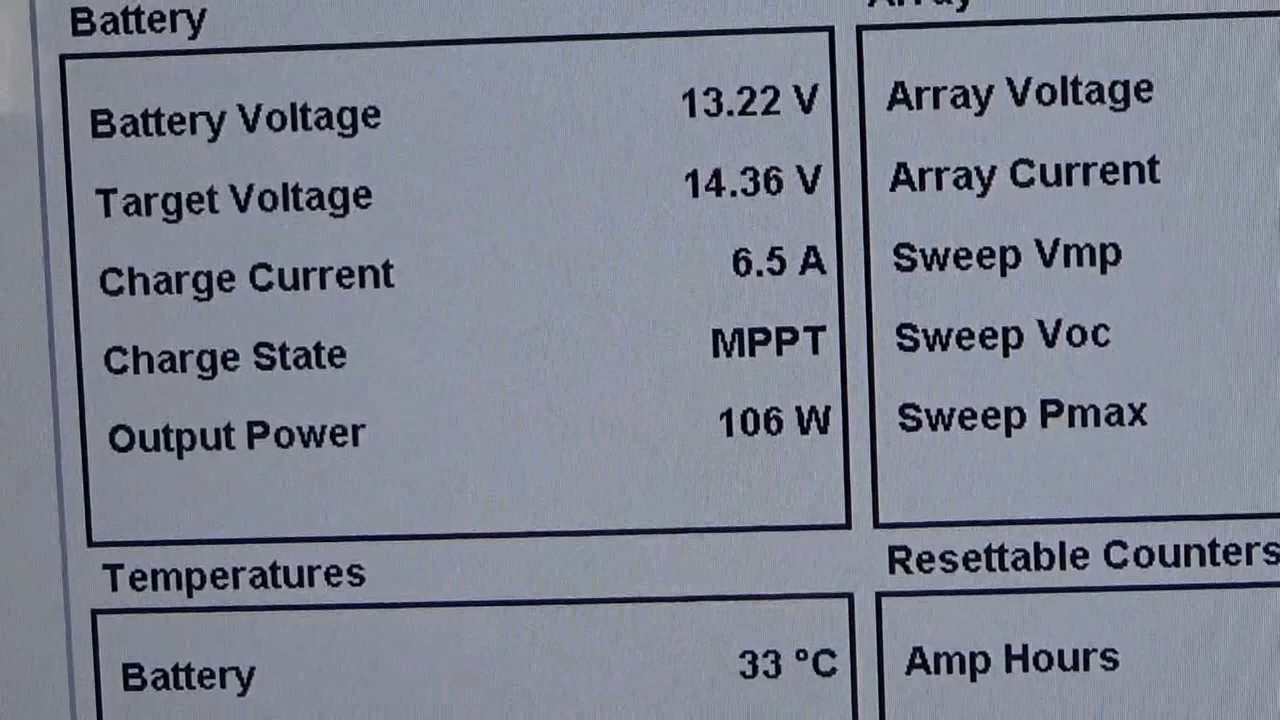 Battery
Array
Battery Voltage 13.22 V
Target Voltage 14.36 V
Charge Current 6.5 A
Charge State MPPT
Output Power 106 W
Array Voltage
Array Current
Sweep Vmp
Sweep Voc
Sweep Pmax
Temperatures
Battery 33 °C
Resettable Counters
Amp Hours